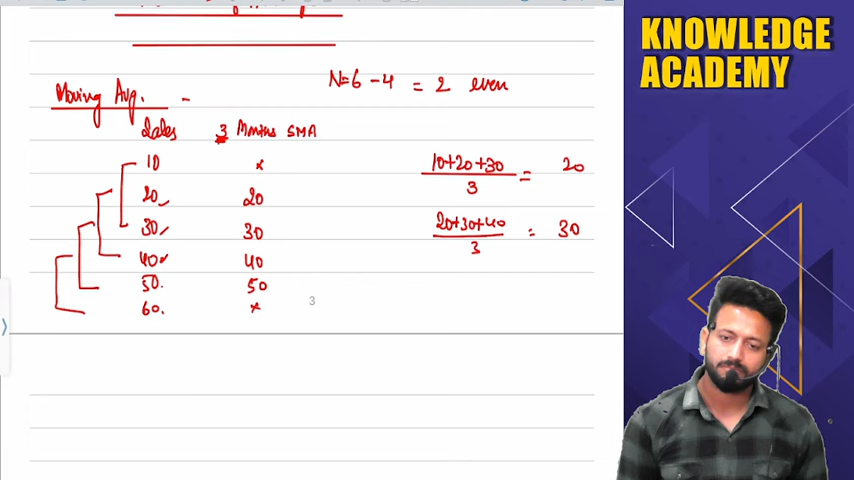 KNOWLEDGE
ACADEMY
N=6 - 4 = 2 even
Moving Avg. -
Sales 3 Months SMA
10 x
20 20
30 30
40 40
50. 50
60. x
10+20+30 / 3 = 20
20+30+40 / 3 = 30
3